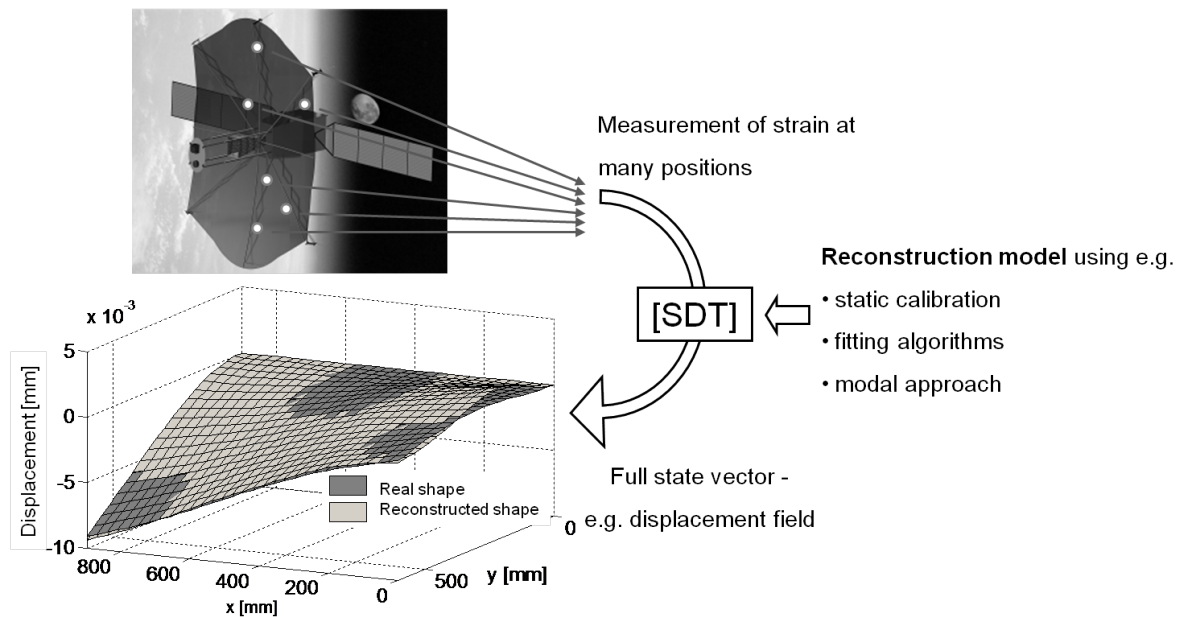 Measurement of strain at
many positions
Reconstruction model using e.g.
• static calibration
• fitting algorithms
• modal approach
[SDT]
Full state vector -
e.g. displacement field
x 10-3
5
0
-5
-10
Displacement [mm]
Real shape
Reconstructed shape
800
600
400
200
0
x [mm]
0
500
y [mm]